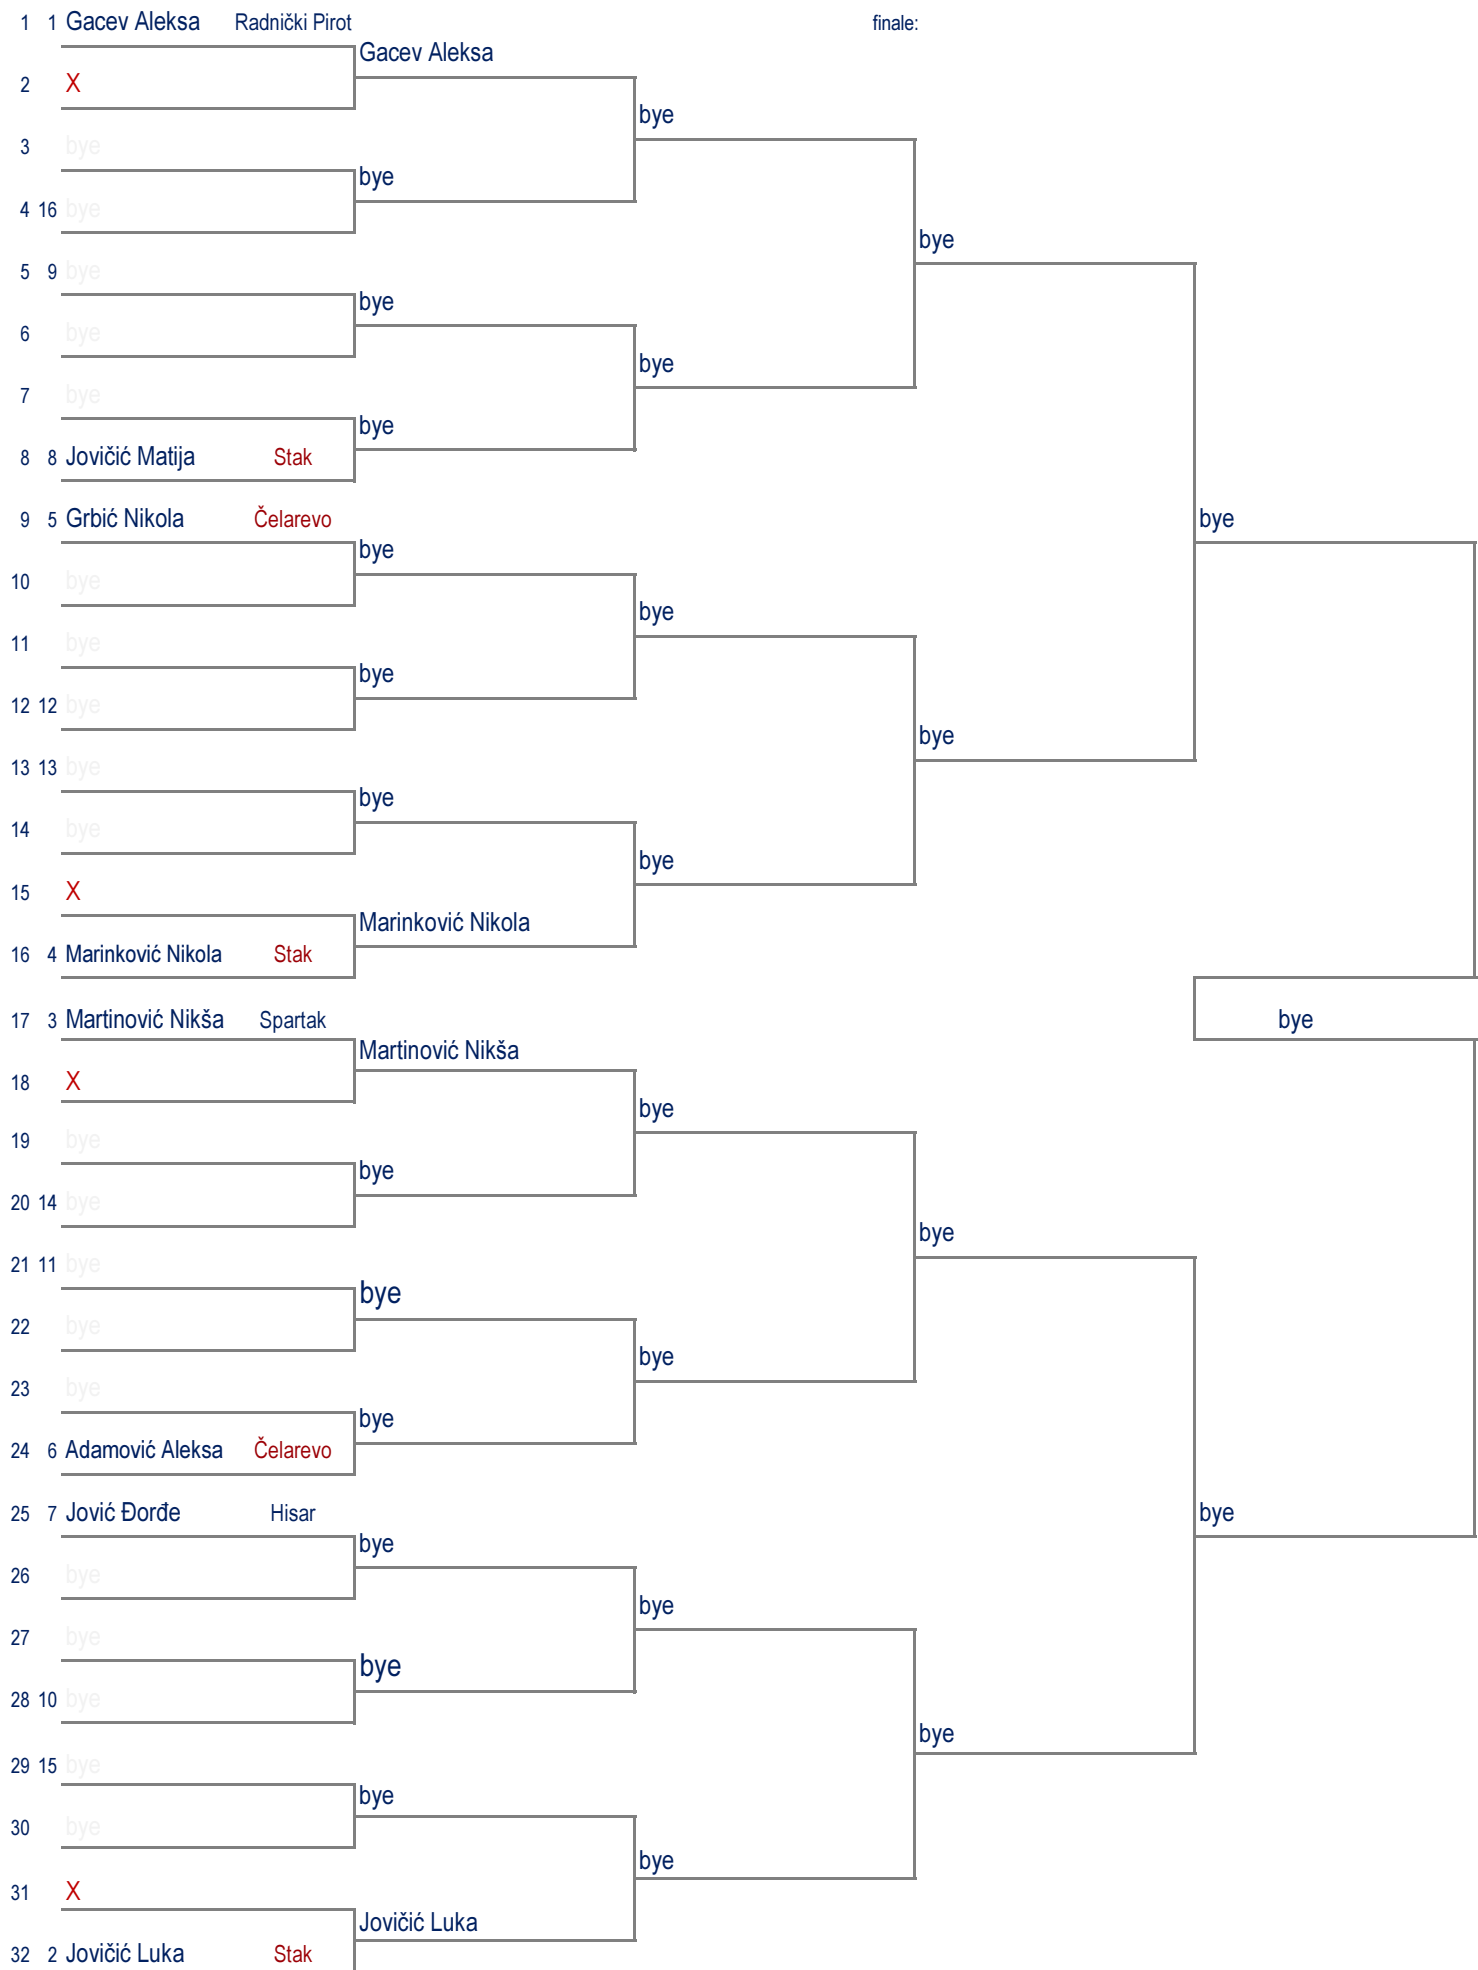 1 1 Gacev Aleksa Radnički Pirot finale:
Gacev Aleksa
2 X
bye
3 bye
bye
4 16 bye
bye
5 9 bye
bye
6 bye
bye
7 bye
bye
8 8 Jovičić Matija Stak
9 5 Grbić Nikola Čelarevo bye
bye
10 bye
bye
11 bye
bye
12 12 bye
bye
13 13 bye
bye
14 bye
bye
15 X
Marinković Nikola
16 4 Marinković Nikola Stak
17 3 Martinović Nikša Spartak bye
Martinović Nikša
18 X
bye
19 bye
bye
20 14 bye
bye
21 11 bye
bye
22 bye
bye
23 bye
bye
24 6 Adamović Aleksa Čelarevo
25 7 Jović Đorđe Hisar bye
bye
26 bye
bye
27 bye
bye
28 10 bye
bye
29 15 bye
bye
30 bye
bye
31 X
Jovičić Luka
32 2 Jovičić Luka Stak